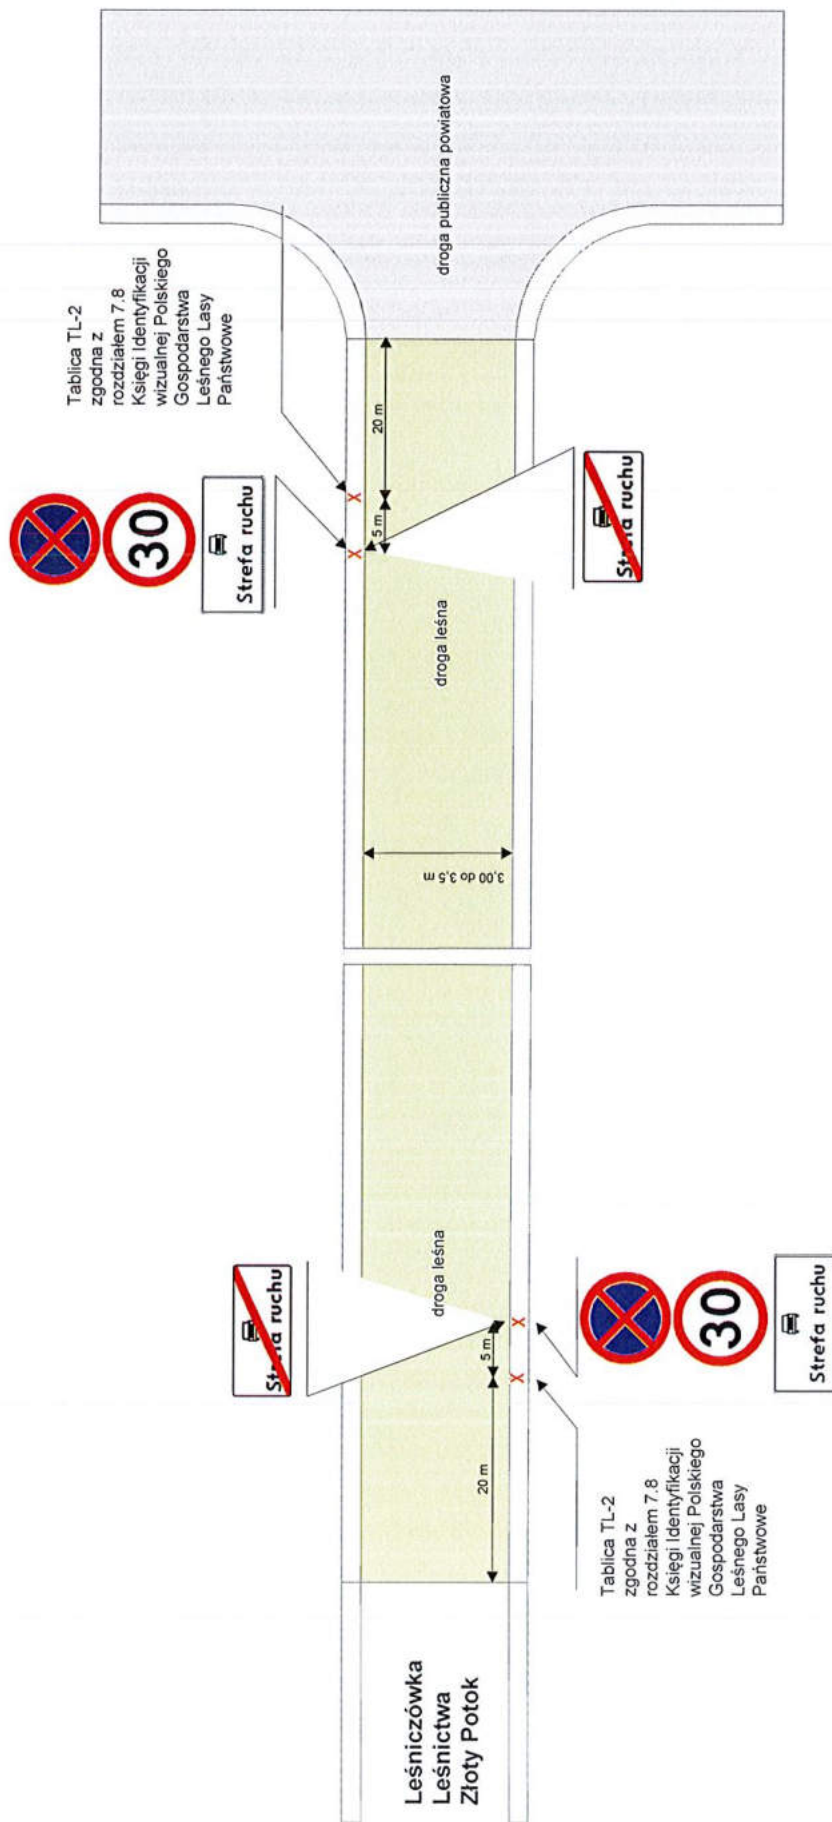 Leśniczówka
Leśnictwa
Złoty Potok
Tablica TL-2
zgodna z
rozdziałem 7.8
Księgi Identyfikacji
wizualnej Polskiego
Gospodarstwa
Leśnego Lasy
Państwowe
20 m
5 m
30
Strefa ruchu
Strefa ruchu
droga leśna
3,00 do 3,5 m
droga leśna
30
Strefa ruchu
Strefa ruchu
5 m
20 m
Tablica TL-2
zgodna z
rozdziałem 7.8
Księgi Identyfikacji
wizualnej Polskiego
Gospodarstwa
Leśnego Lasy
Państwowe
droga publiczna powiatowa